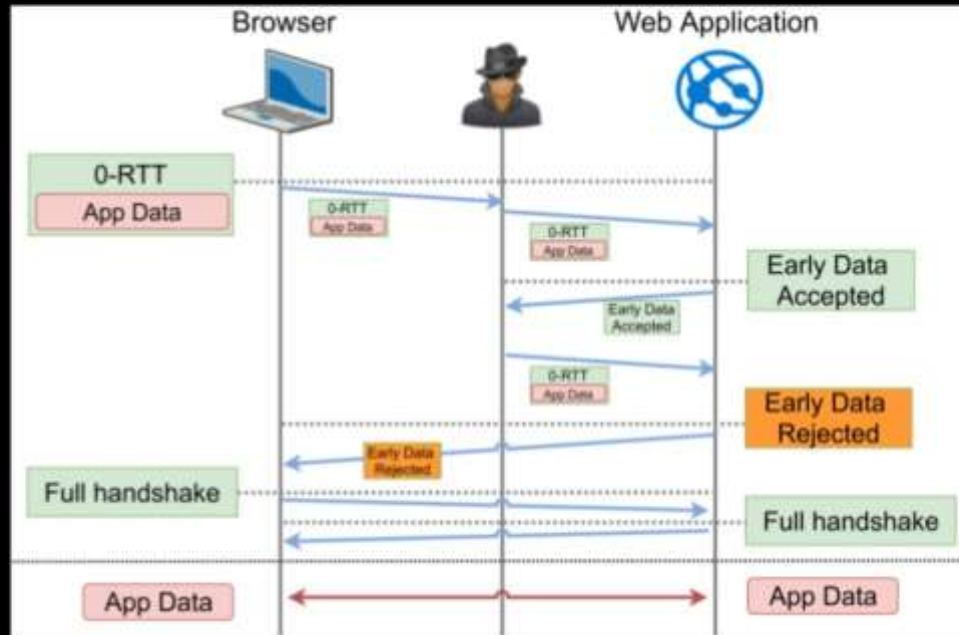 Browser
Web Application
0-RTT
App Data
0-RTT
App Data
0-RTT
App Data
Early Data
Accepted
Early Data
Accepted
0-RTT
App Data
Early Data
Rejected
Early Data
Rejected
Full handshake
Full handshake
App Data
App Data